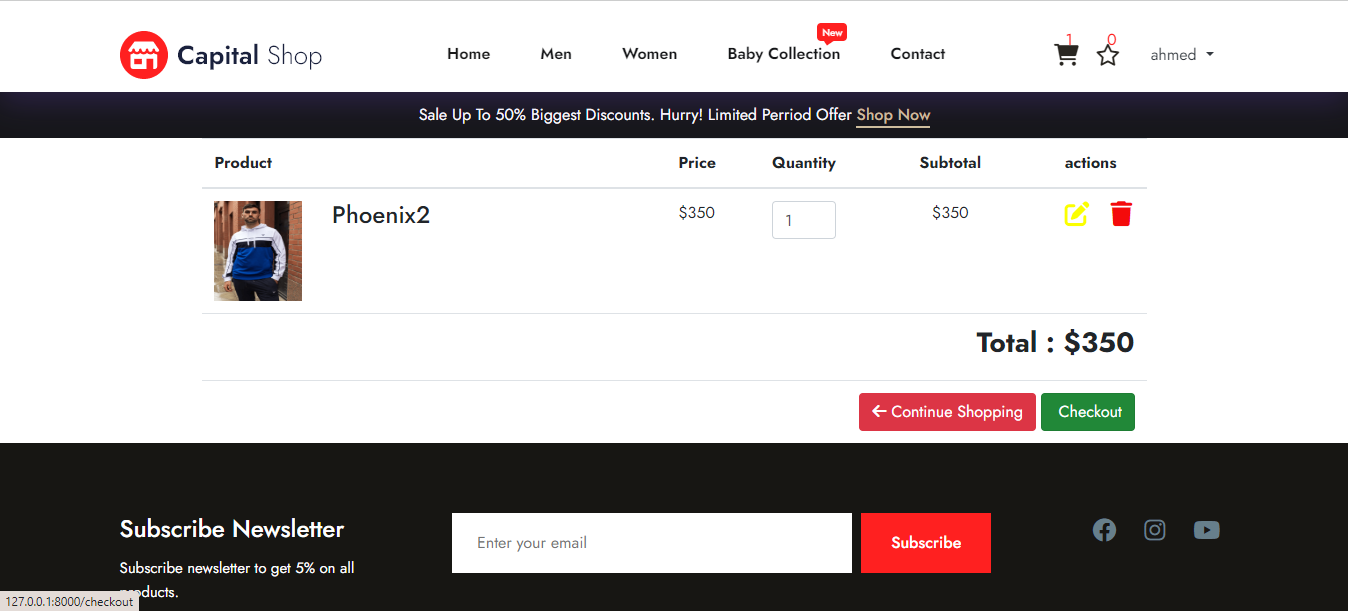 New
1
0
Capital Shop
Home
Men
Women
Baby Collection
Contact
ahmed
Sale Up To 50% Biggest Discounts. Hurry! Limited Perriod Offer Shop Now
Product
Price
Quantity
Subtotal
actions
Phoenix2
$350
1
$350
Total : $350
Continue Shopping
Checkout
Subscribe Newsletter
Subscribe newsletter to get 5% on all
products.
Enter your email
Subscribe
127.0.0.1:8000/checkout